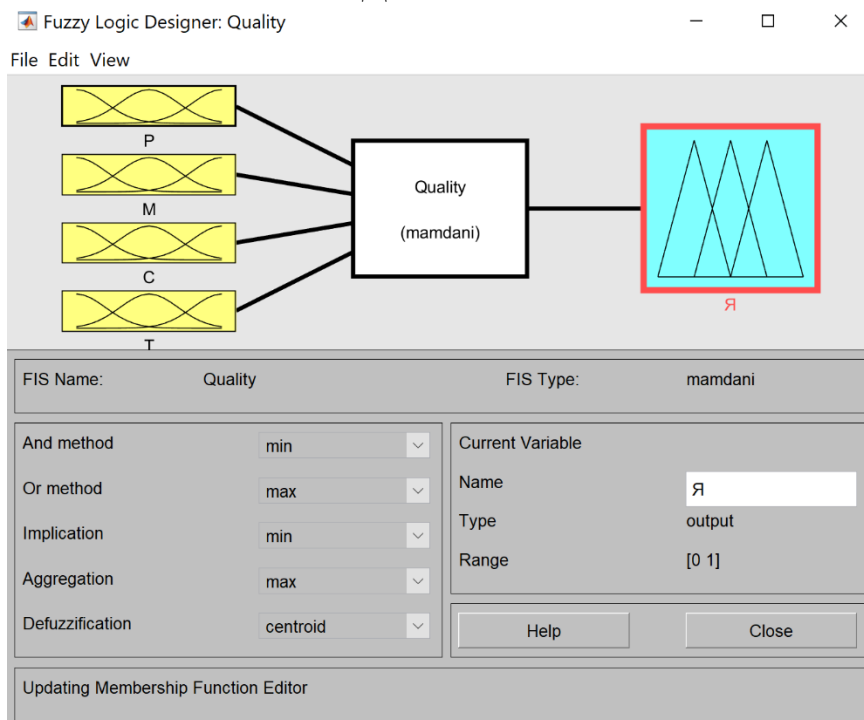 Fuzzy Logic Designer: Quality
File Edit View
P
M
C
T
Quality
(mamdani)
Я
FIS Name: Quality FIS Type: mamdani
And method min
Or method max
Implication min
Aggregation max
Defuzzification centroid
Current Variable
Name Я
Type output
Range [0 1]
Help Close
Updating Membership Function Editor